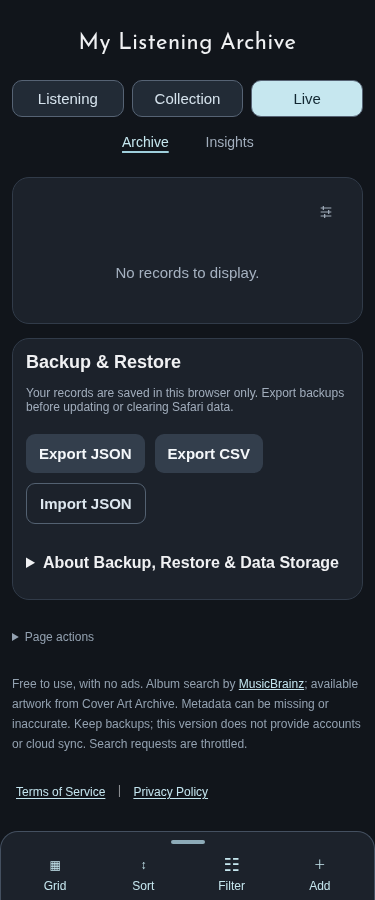 My Listening Archive
Listening Collection Live
Archive Insights
No records to display.
Backup & Restore
Your records are saved in this browser only. Export backups
before updating or clearing Safari data.
Export JSON Export CSV
Import JSON
About Backup, Restore & Data Storage
Page actions
Free to use, with no ads. Album search by MusicBrainz; available
artwork from Cover Art Archive. Metadata can be missing or
inaccurate. Keep backups; this version does not provide accounts
or cloud sync. Search requests are throttled.
Terms of Service | Privacy Policy
Grid Sort Filter Add